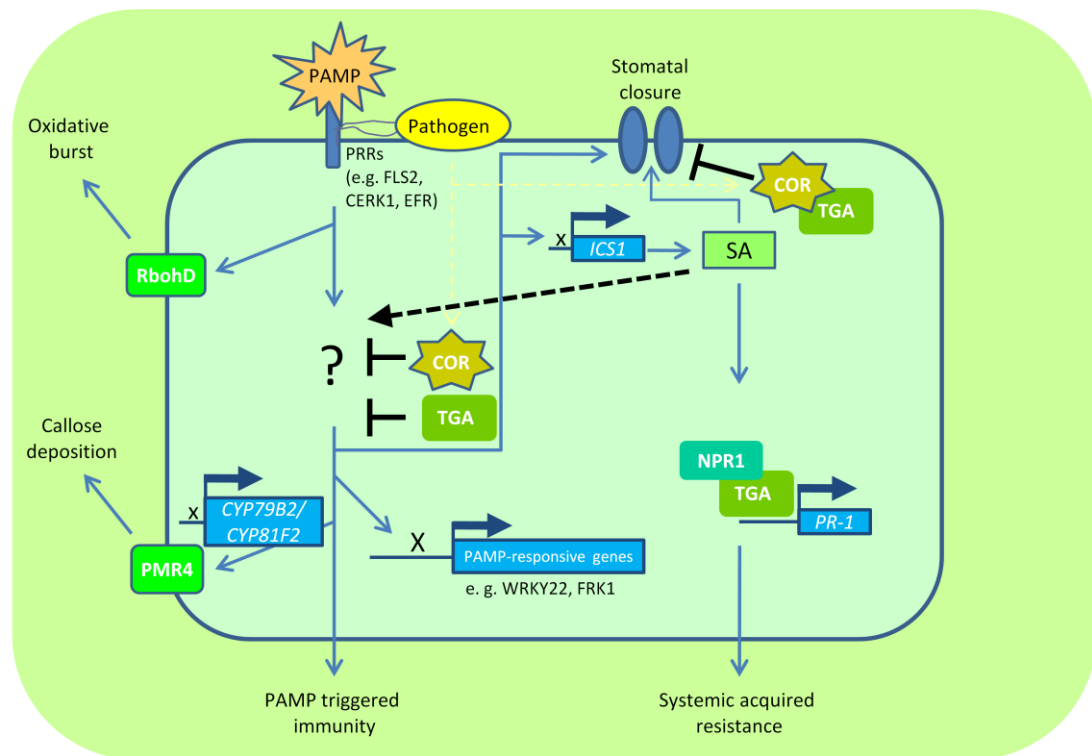 PAMP
Pathogen
Stomatal
closure
Oxidative
burst
PRRs
(e.g. FLS2,
CERK1, EFR)
COR
TGA
x
ICS1
SA
RbohD
?
COR
TGA
Callose
deposition
NPR1
TGA
PR-1
x
CYP79B2/
CYP81F2
X
PAMP-responsive genes
e. g. WRKY22, FRK1
PMR4
PAMP triggered
immunity
Systemic acquired
resistance